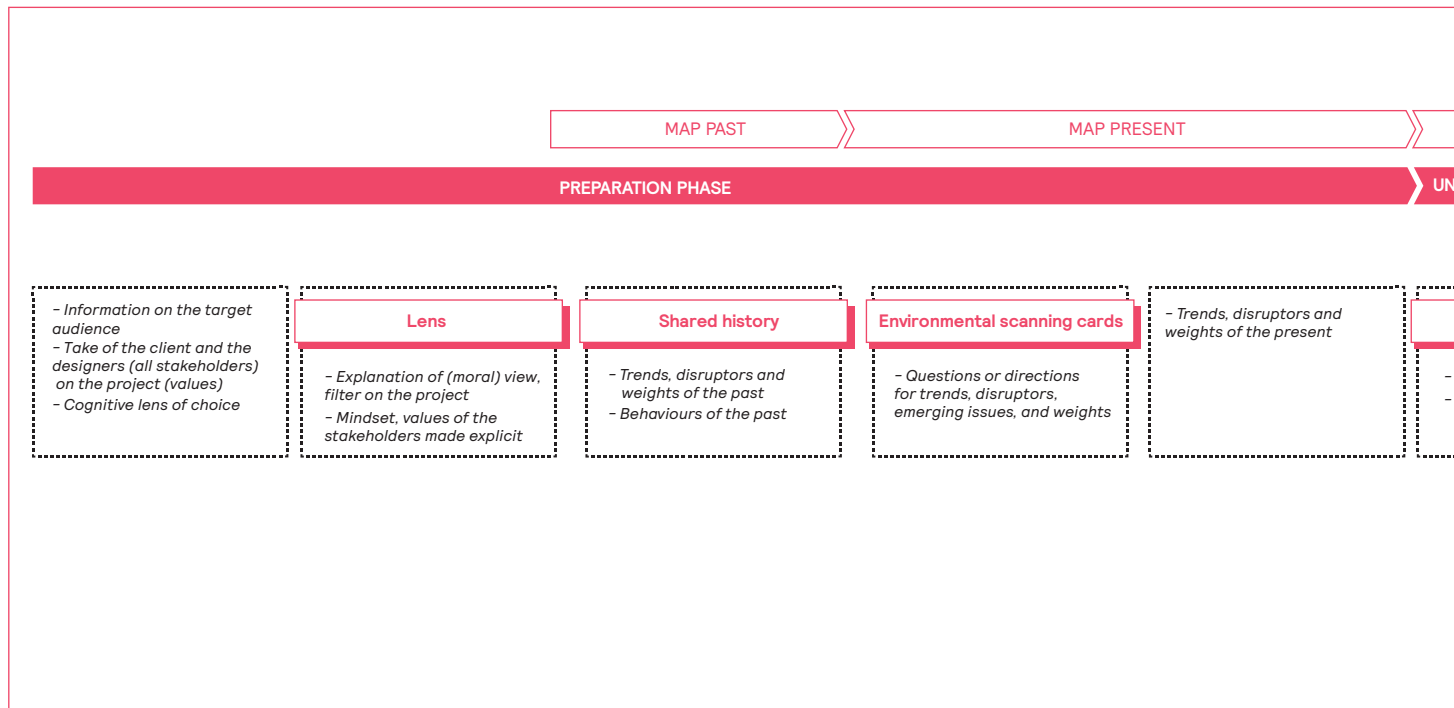 MAP PAST
MAP PRESENT
PREPARATION PHASE
UN
– Information on the target
audience
– Take of the client and the
designers (all stakeholders)
on the project (values)
– Cognitive lens of choice
Lens
– Explanation of (moral) view,
filter on the project
– Mindset, values of the
stakeholders made explicit
Shared history
– Trends, disruptors and
weights of the past
– Behaviours of the past
Environmental scanning cards
– Questions or directions
for trends, disruptors,
emerging issues, and weights
– Trends, disruptors and
weights of the present
–
–